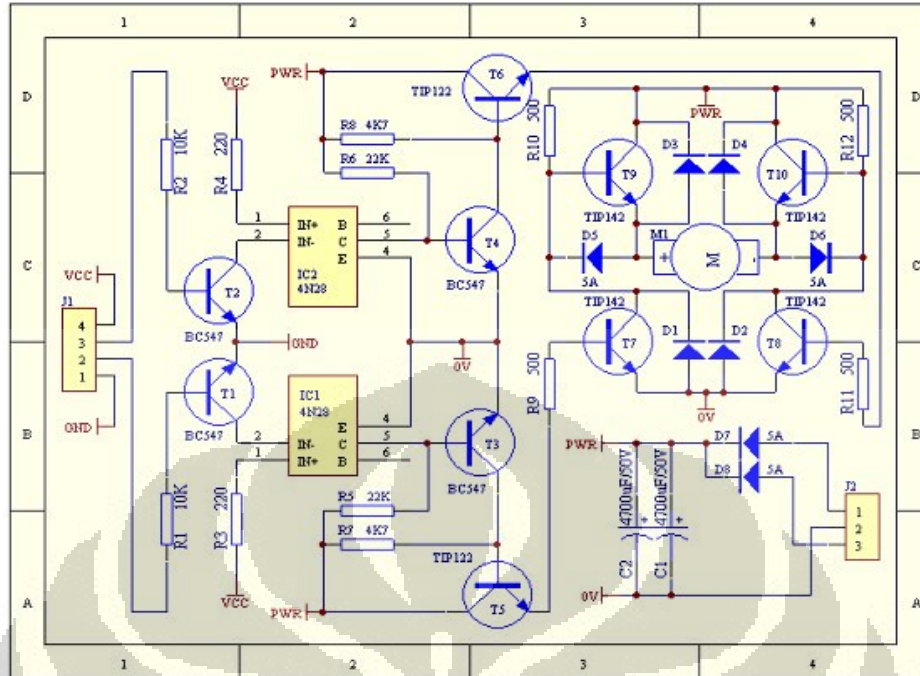 1 2 3 4
D D
C C
B B
A A
1 2 3 4
VCC
PWR
T6
TIP122
R8 4K7
R6 22K
10K
R2
220
R4
1 IN+ B 6
2 IN- C 5
E 4
IC2
4N28
T4
BC547
T2
BC547
VCC
J1
4
3
2
1
GND
GND
0V
T1
BC547
IC1
4N28
E 4
2 IN- C 5
1 IN+ B 6
T3
BC547
R5 22K
R7 4K7
TIP122
T5
10K
R1
220
R3
VCC
PWR
500
R10
PWR
500
R12
D3 D4
T9
TIP142
T10
TIP142
D5
5A
M1
+ M -
D6
5A
TIP142
T7
TIP142
T8
D1 D2
500
R9
500
R11
0V
PWR
D7 5A
D8 5A
J2
1
2
3
4700uF/50V
4700uF/50V
+ +
C2 C1
0V